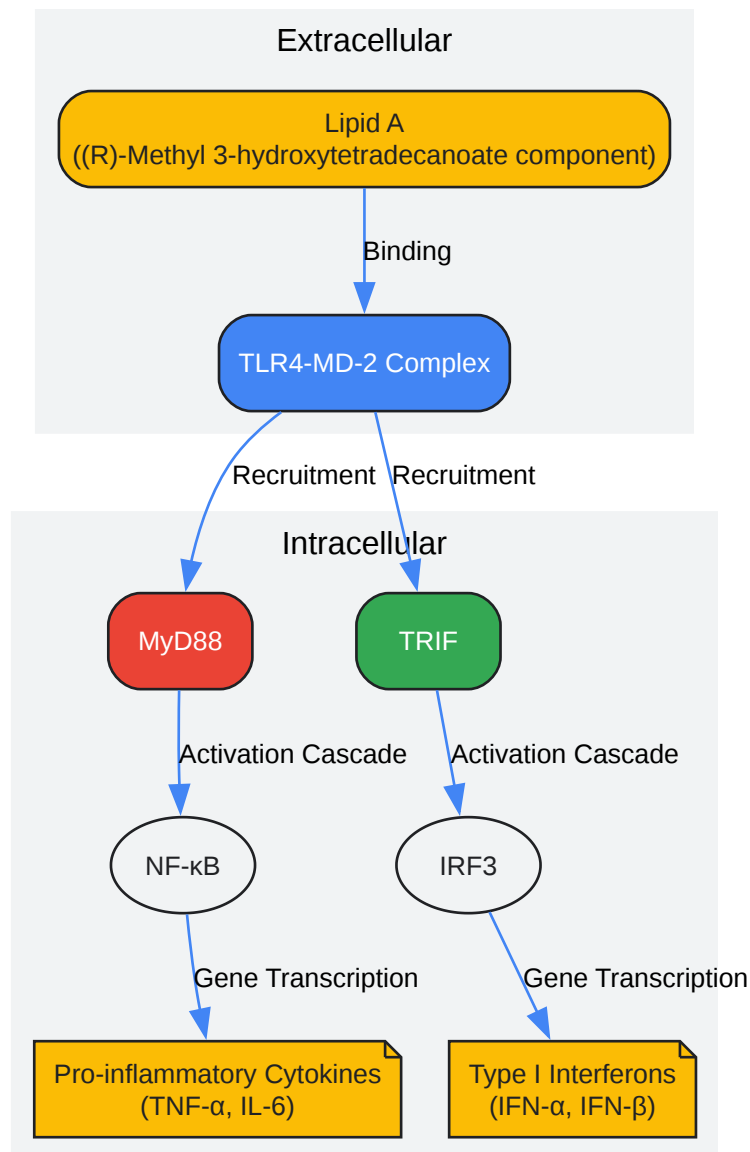 Extracellular
Lipid A
((R)-Methyl 3-hydroxytetradecanoate component)
Binding
TLR4-MD-2 Complex
Recruitment
Recruitment
Intracellular
MyD88
TRIF
Activation Cascade
Activation Cascade
NF-κB
IRF3
Gene Transcription
Gene Transcription
Pro-inflammatory Cytokines
(TNF-α, IL-6)
Type I Interferons
(IFN-α, IFN-β)